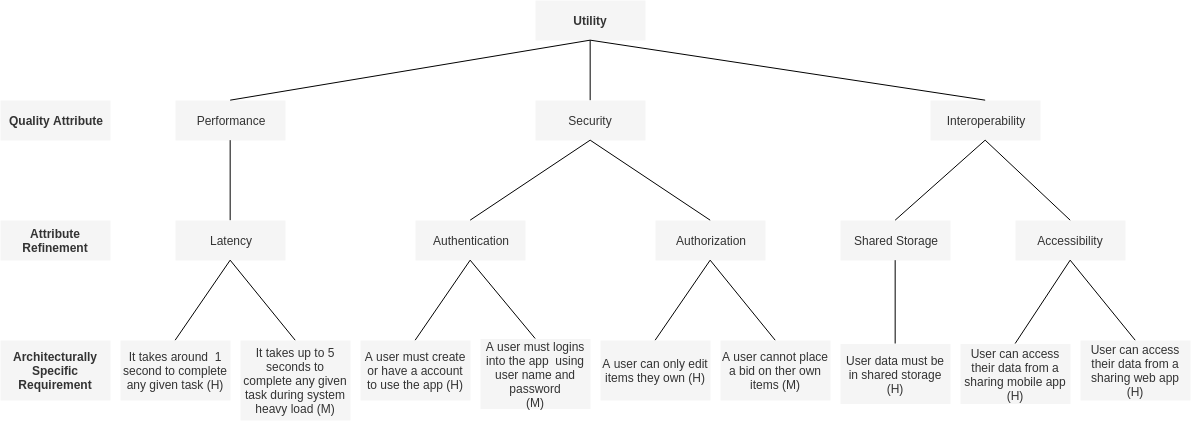 Utility
Quality Attribute
Performance
Security
Interoperability
Attribute
Refinement
Latency
Authentication
Authorization
Shared Storage
Accessibility
Architecturally
Specific
Requirement
It takes around 1
second to complete
any given task (H)
It takes up to 5
seconds to
complete any given
task during system
heavy load (M)
A user must create
or have a account
to use the app (H)
A user must logins
into the app using
user name and
password
(M)
A user can only edit
items they own (H)
A user cannot place
a bid on ther own
items (M)
User data must be
in shared storage
(H)
User can access
their data from a
sharing mobile app
(H)
User can access
their data from a
sharing web app
(H)